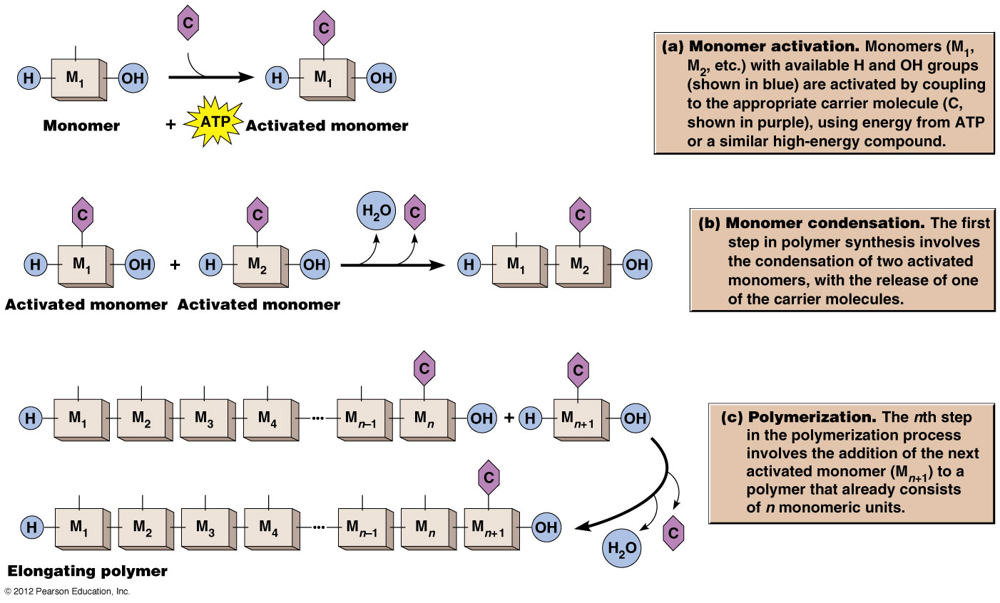 C
C
H M₁ OH
H M₁ OH
Monomer + ATP Activated monomer
(a) Monomer activation. Monomers (M₁,
M₂, etc.) with available H and OH groups
(shown in blue) are activated by coupling
to the appropriate carrier molecule (C,
shown in purple), using energy from ATP
or a similar high-energy compound.
C C H₂O C C
H M₁ OH + H M₂ OH H M₁ M₂ OH
Activated monomer Activated monomer
(b) Monomer condensation. The first
step in polymer synthesis involves
the condensation of two activated
monomers, with the release of one
of the carrier molecules.
C C
H M₁ M₂ M₃ M₄ ... Mn–1 Mn OH + H Mn+1 OH
C
H M₁ M₂ M₃ M₄ ... Mn–1 Mn Mn+1 OH
H₂O C
Elongating polymer
(c) Polymerization. The nth step
in the polymerization process
involves the addition of the next
activated monomer (Mn+1) to a
polymer that already consists
of n monomeric units.
© 2012 Pearson Education, Inc.